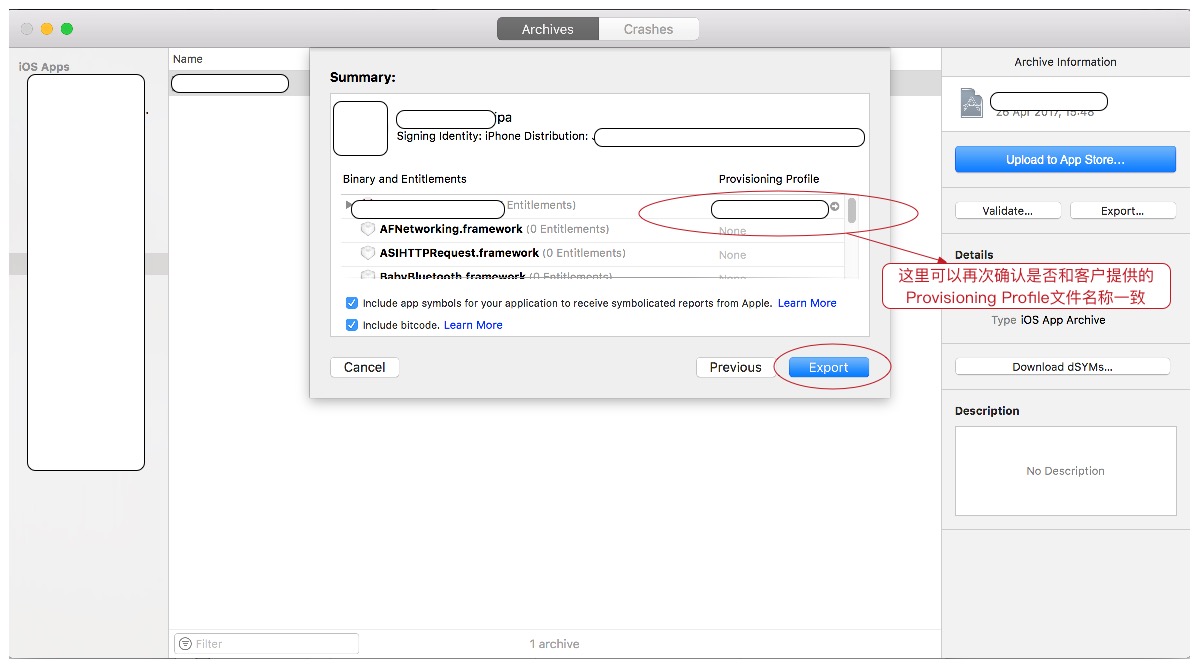 Archives
Crashes
iOS Apps
Name
Summary:
ipa
Signing Identity: iPhone Distribution:
Binary and Entitlements
Provisioning Profile
Entitlements)
AFNetworking.framework (0 Entitlements)
None
ASIHTTPRequest.framework (0 Entitlements)
None
BabyBluetooth.framework (0 Entitlements)
None
Include app symbols for your application to receive symbolicated reports from Apple. Learn More
Include bitcode. Learn More
Cancel
Previous
Export
Filter
1 archive
Archive Information
26 Apr 2017, 15:48
Upload to App Store...
Validate...
Export...
Details
这里可以再次确认是否和客户提供的
Provisioning Profile文件名称一致
Type iOS App Archive
Download dSYMs...
Description
No Description